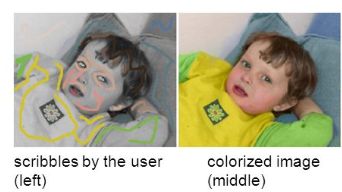 scribbles by the user
(left)
colorized image
(middle)